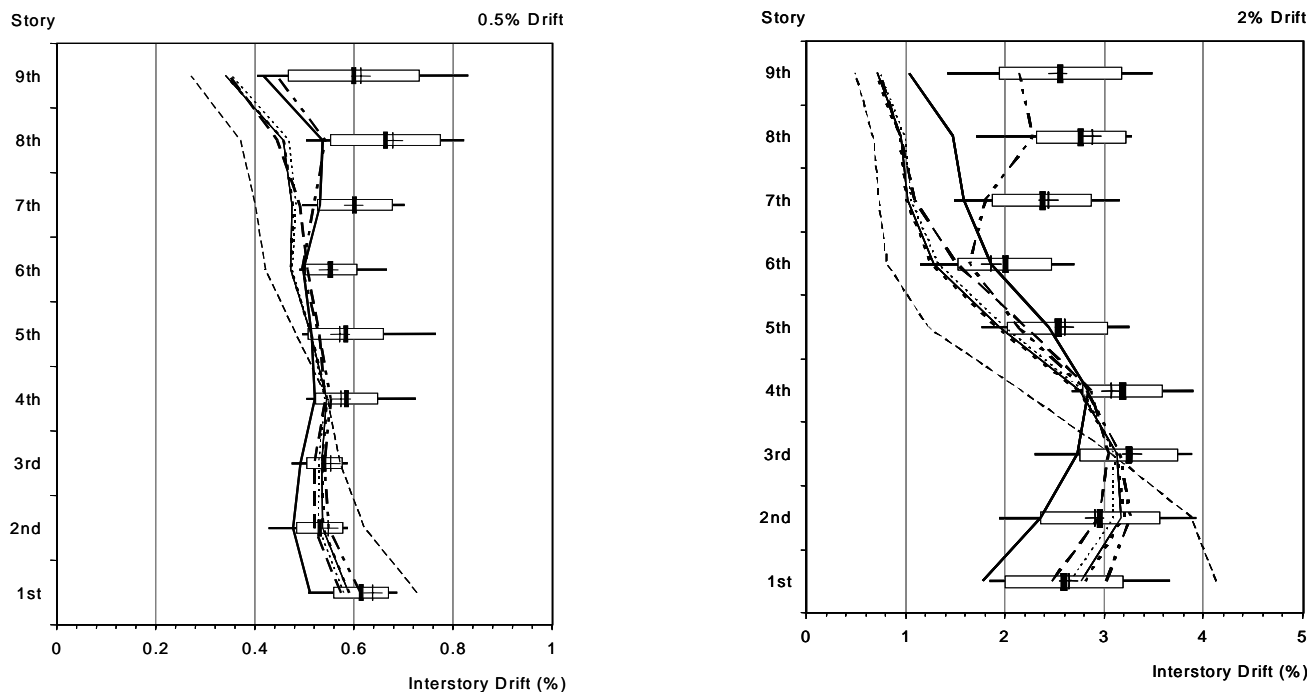 Story
0.5% Drift
9th
8th
7th
6th
5th
4th
3rd
2nd
1st
0
0.2
0.4
0.6
0.8
1
Interstory Drift (%)
Story
2% Drift
9th
8th
7th
6th
5th
4th
3rd
2nd
1st
0
1
2
3
4
5
Interstory Drift (%)